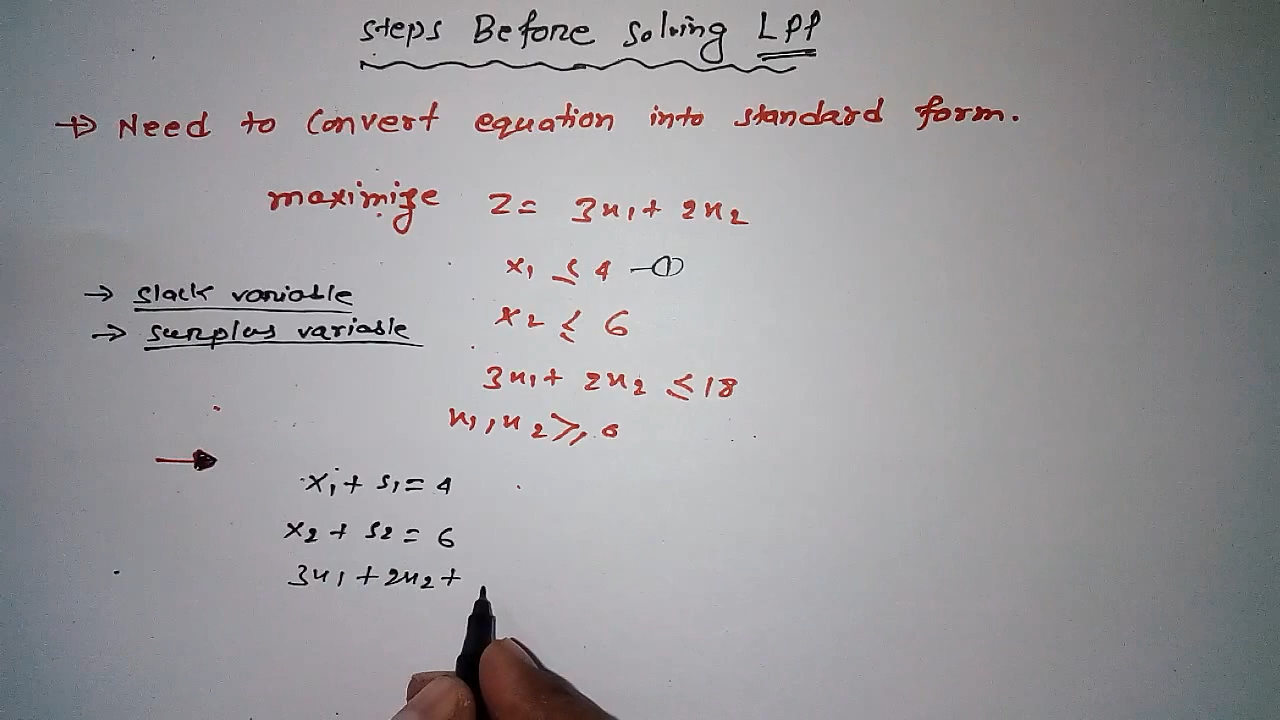 Steps Before Solving LPP
→ Need to Convert equation into standard form.
maximize Z = 3x₁ + 2x₂
x₁ ≤ 4 —①
→ slack variable
x₂ ≤ 6
→ surplus variable
3x₁ + 2x₂ ≤ 18
x₁, x₂ ≥, 0
→
x₁ + s₁ = 4
x₂ + s₂ = 6
3x₁ + 2x₂ +